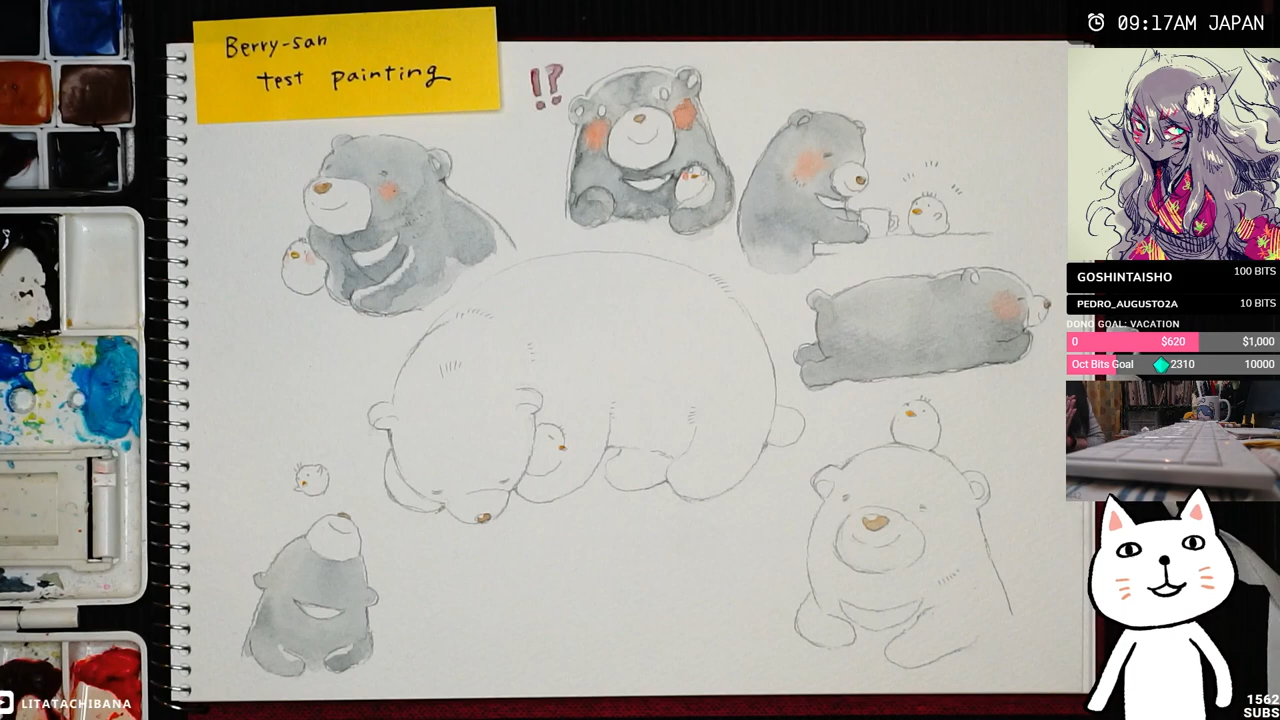 Berry-san
test painting
!?
09:17AM JAPAN
GOSHINTAISHO 100 BITS
PEDRO_AUGUSTO2A 10 BITS
DONO GOAL: VACATION
0 $620 $1,000
Oct Bits Goal 2310 10000
LITATACHIBANA
1562
SUBS